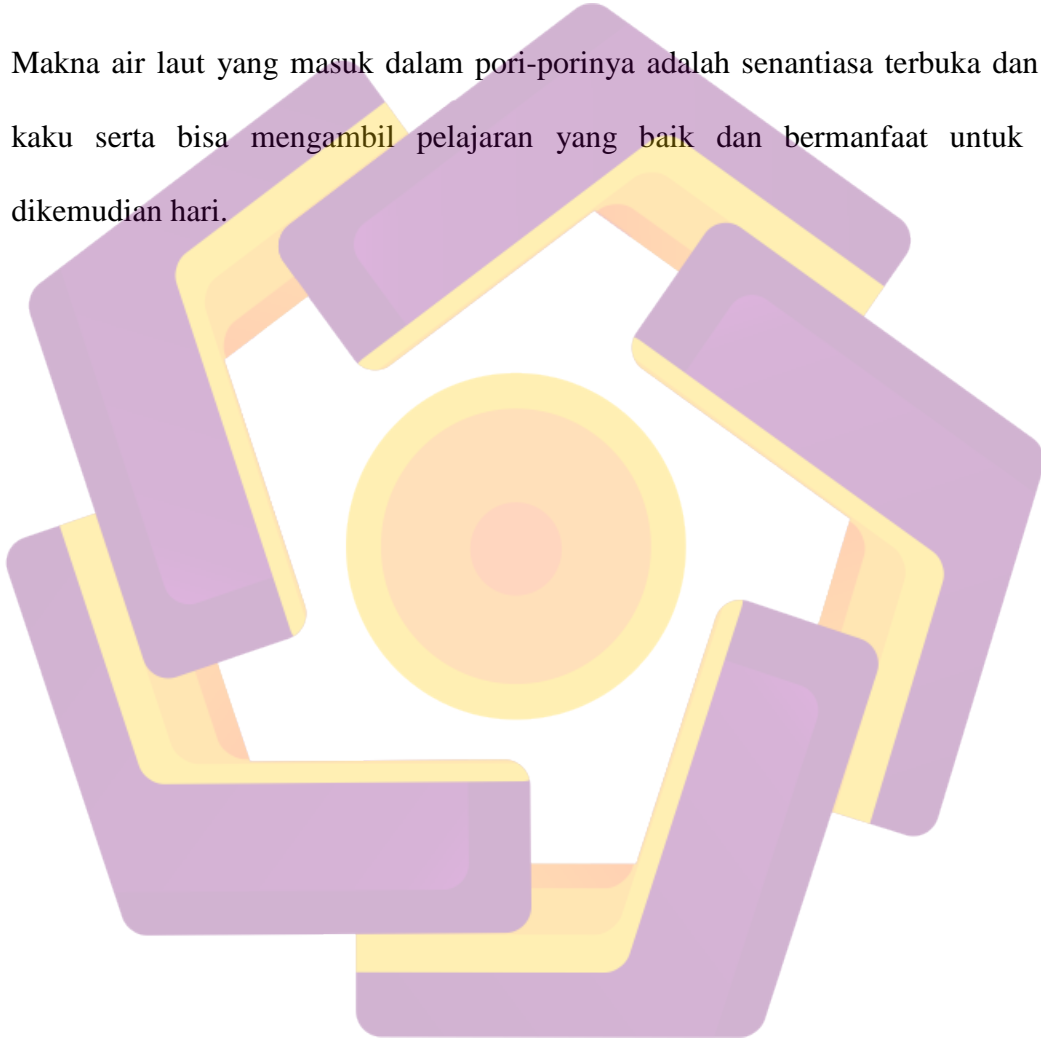 Makna air laut yang masuk dalam pori-porinya adalah senantiasa terbuka dan
kaku serta bisa mengambil pelajaran yang baik dan bermanfaat untuk
dikemudian hari.